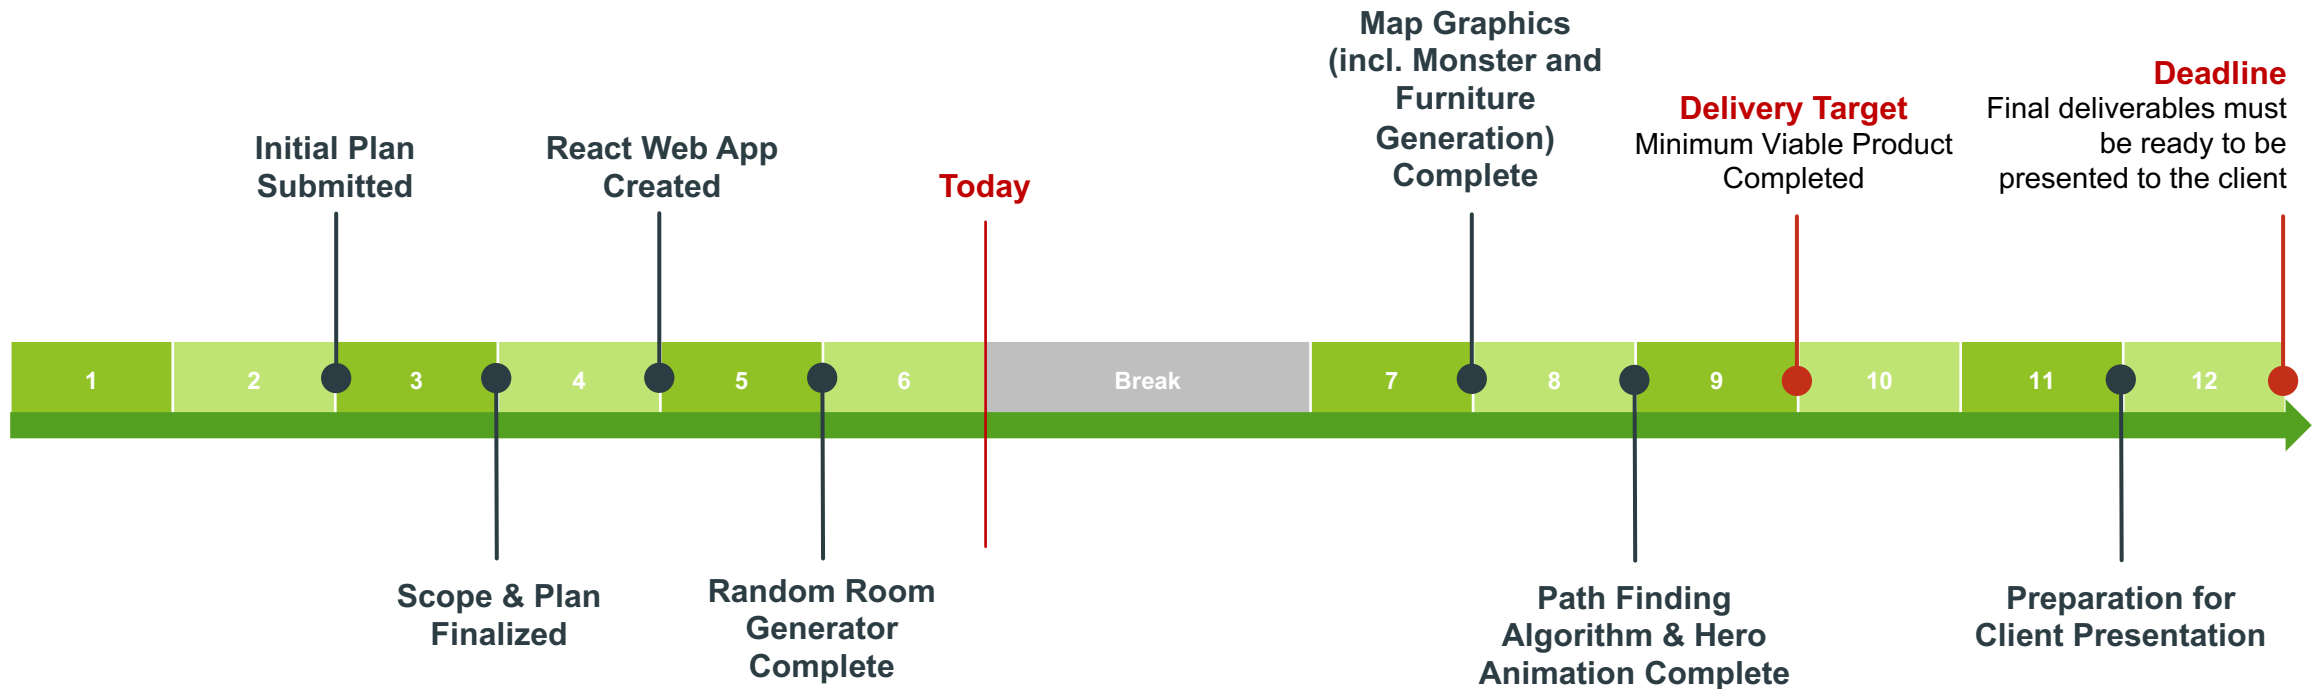 Initial Plan
Submitted
React Web App
Created
Today
Map Graphics
(incl. Monster and
Furniture
Generation)
Complete
Delivery Target
Minimum Viable Product
Completed
Deadline
Final deliverables must
be ready to be
presented to the client
1 2 3 4 5 6 Break 7 8 9 10 11 12
Scope & Plan
Finalized
Random Room
Generator
Complete
Path Finding
Algorithm & Hero
Animation Complete
Preparation for
Client Presentation